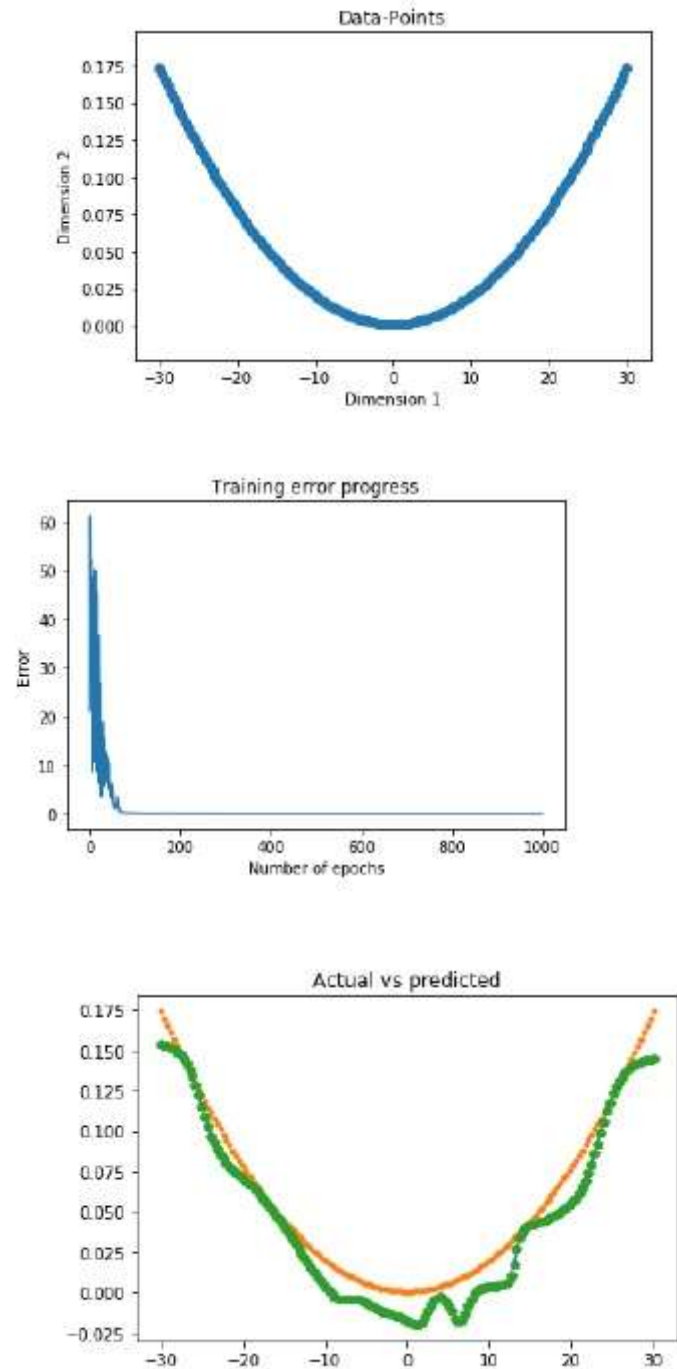 Data-Points
0.175
0.150
0.125
0.100
0.075
0.050
0.025
0.000
Dimension 2
−30 −20 −10 0 10 20 30
Dimension 1
Training error progress
60
50
40
30
20
10
0
Error
0 200 400 600 800 1000
Number of epochs
Actual vs predicted
0.175
0.150
0.125
0.100
0.075
0.050
0.025
0.000
−0.025
−30 −20 −10 0 10 20 30